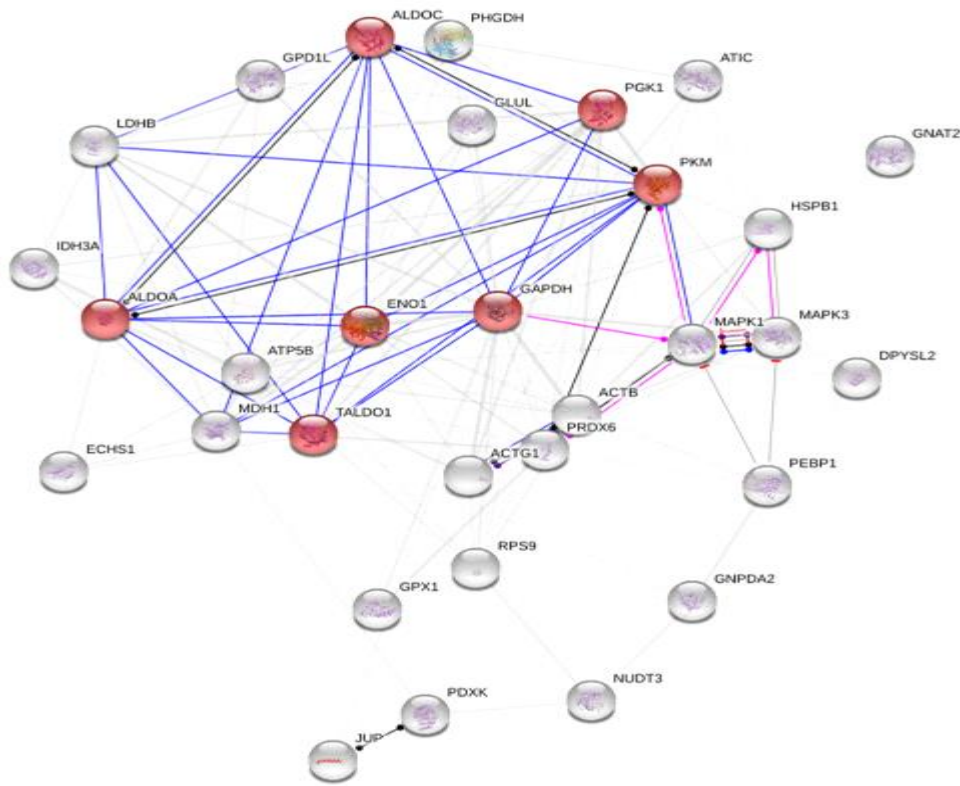 ALDOC
PHGDH
GPD1L
ATIC
PGK1
GLUL
LDHB
GNAT2
PKM
HSPB1
IDH3A
ALDOA
ENO1
GAPDH
MAPK1
MAPK3
ATP5B
DPYSL2
MDH1
TALDO1
ACTB
PRDX6
ECHS1
ACTG1
PEBP1
RPS9
GPX1
GNPDA2
NUDT3
PDXK
JUP